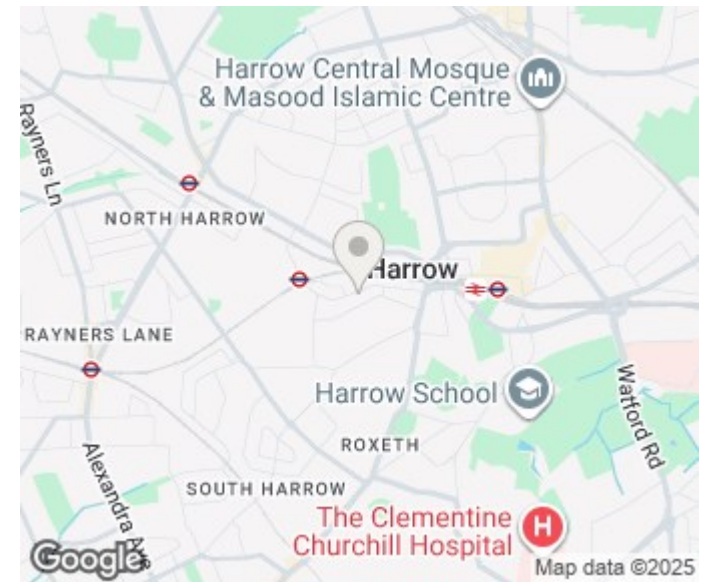 Harrow Central Mosque
& Masood Islamic Centre
Rayners Ln
NORTH HARROW
Harrow
RAYNERS LANE
Harrow School
Watford Rd
ROXETH
Alexandra Ave
SOUTH HARROW
The Clementine
Churchill Hospital
H
Google
Map data ©2025